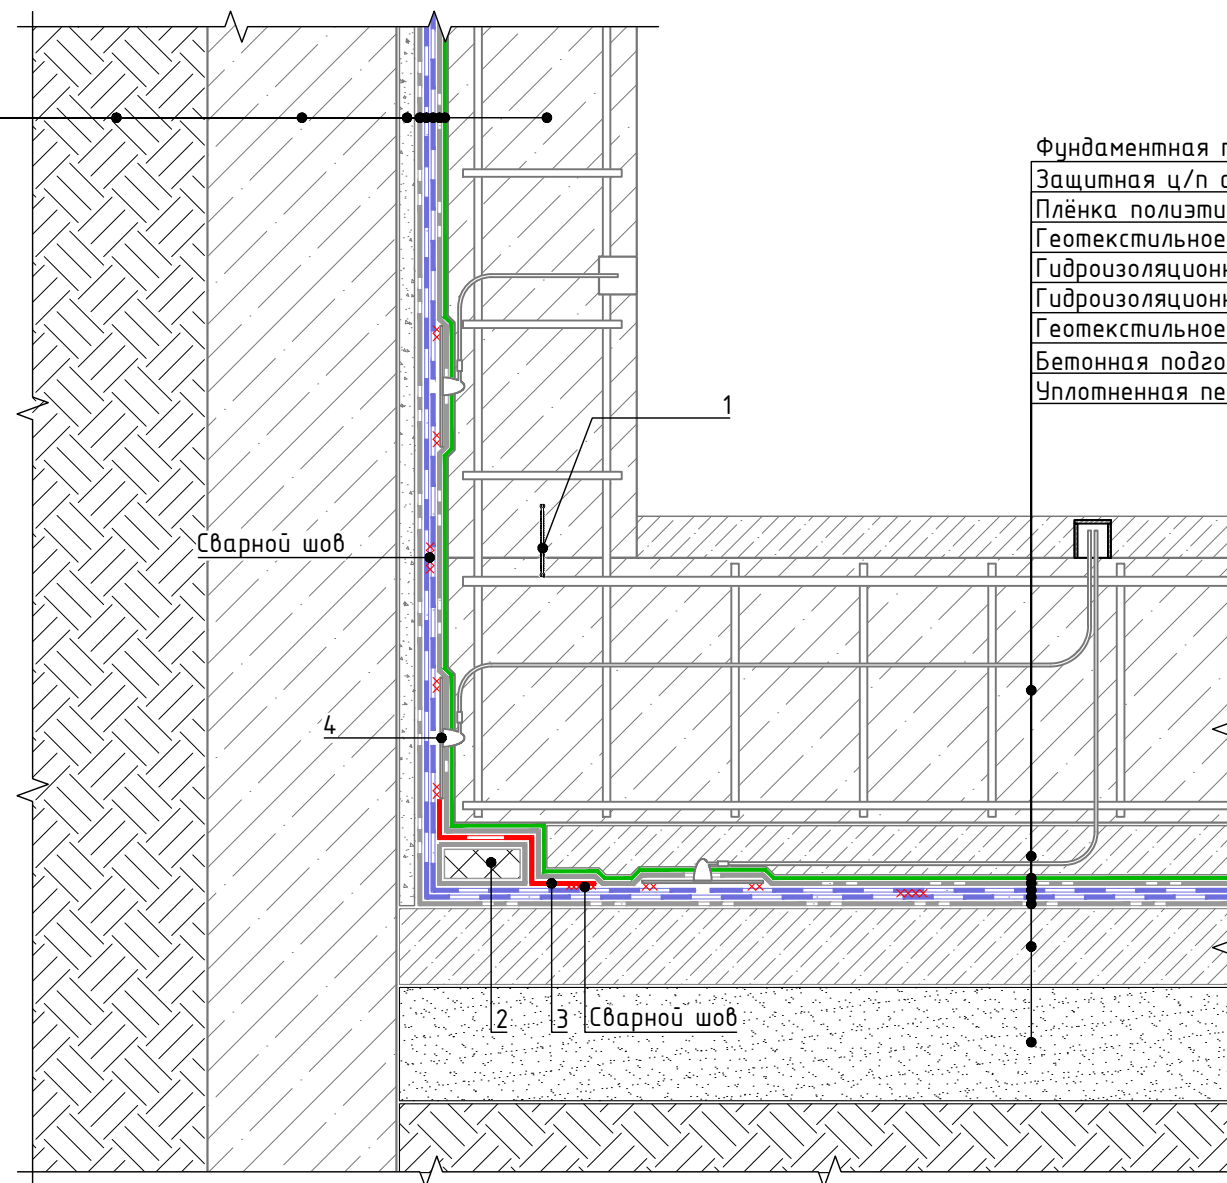 Фундаментная п
Защитная ц/п с
Плёнка полиэти
Геотекстильное
Гидроизоляционн
Гидроизоляционн
Геотекстильное
Бетонная подго
Уплотненная пе
1
Сварной шов
4
2
3
Сварной шов